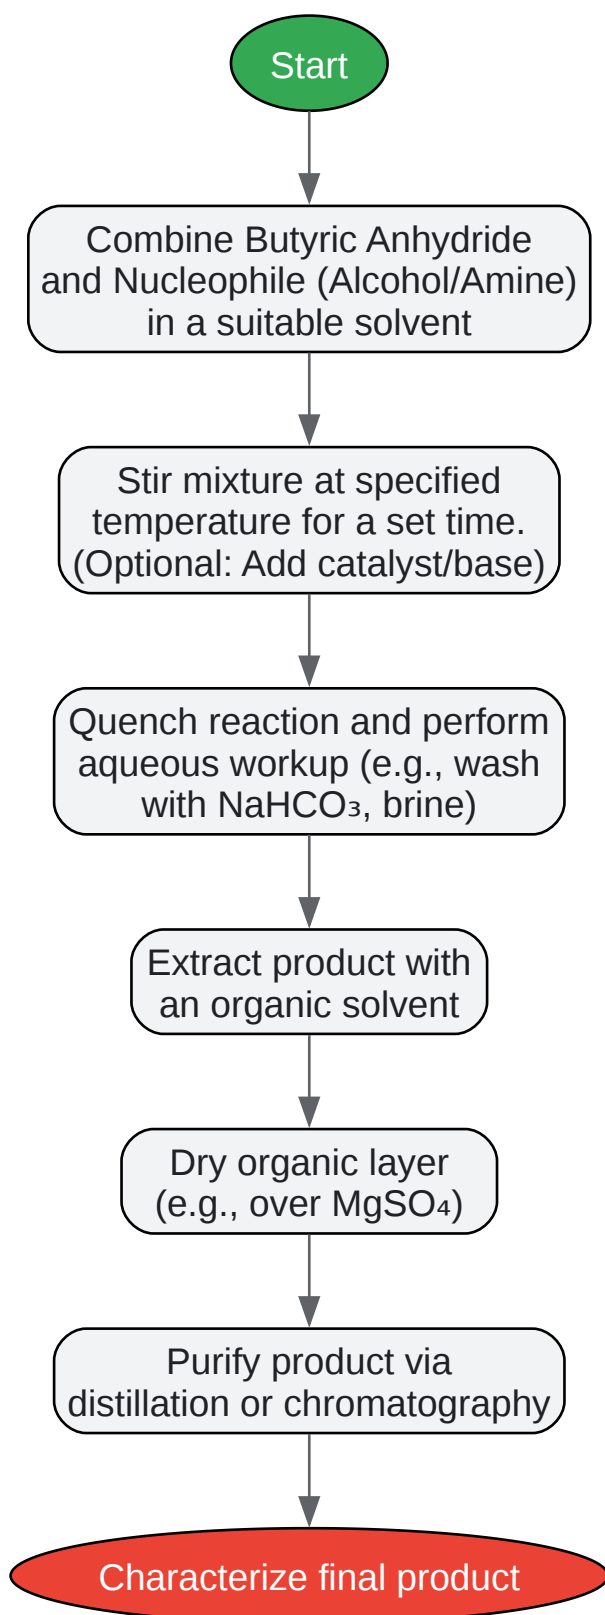 Start
Combine Butyric Anhydride
and Nucleophile (Alcohol/Amine)
in a suitable solvent
Stir mixture at specified
temperature for a set time.
(Optional: Add catalyst/base)
Quench reaction and perform
aqueous workup (e.g., wash
with NaHCO₃, brine)
Extract product with
an organic solvent
Dry organic layer
(e.g., over MgSO₄)
Purify product via
distillation or chromatography
Characterize final product